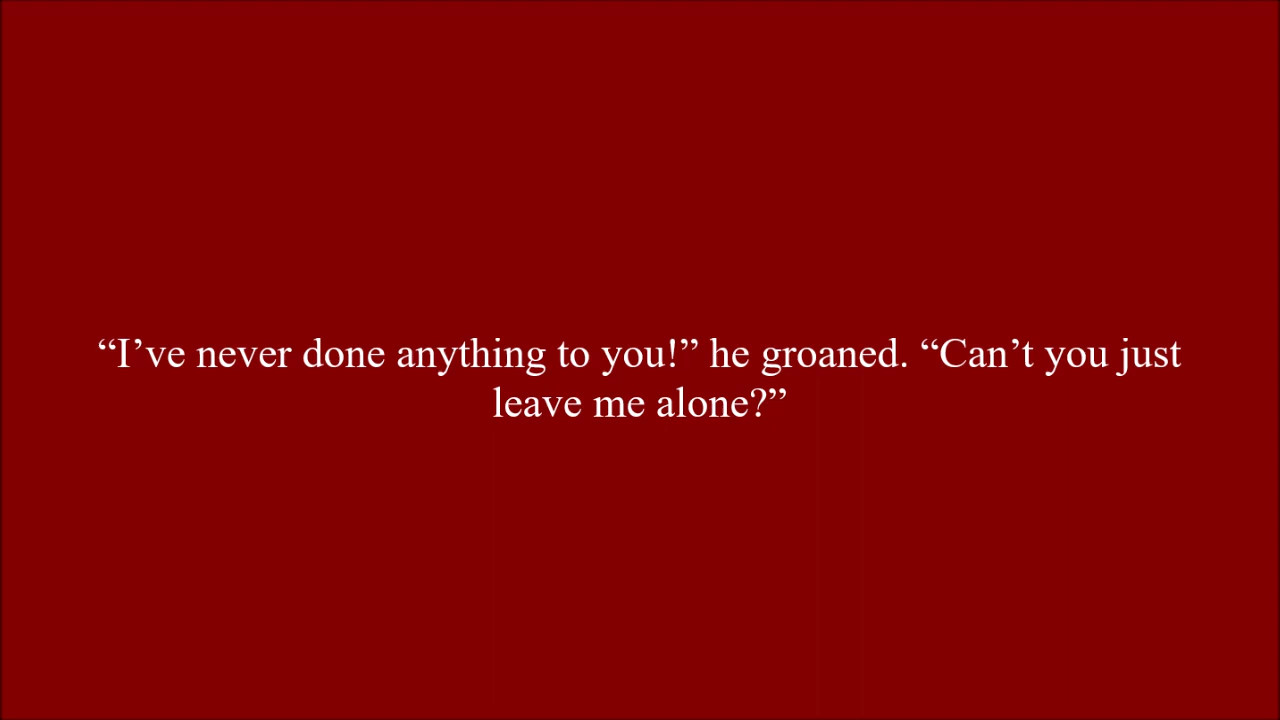 “I’ve never done anything to you!” he groaned. “Can’t you just
leave me alone?”